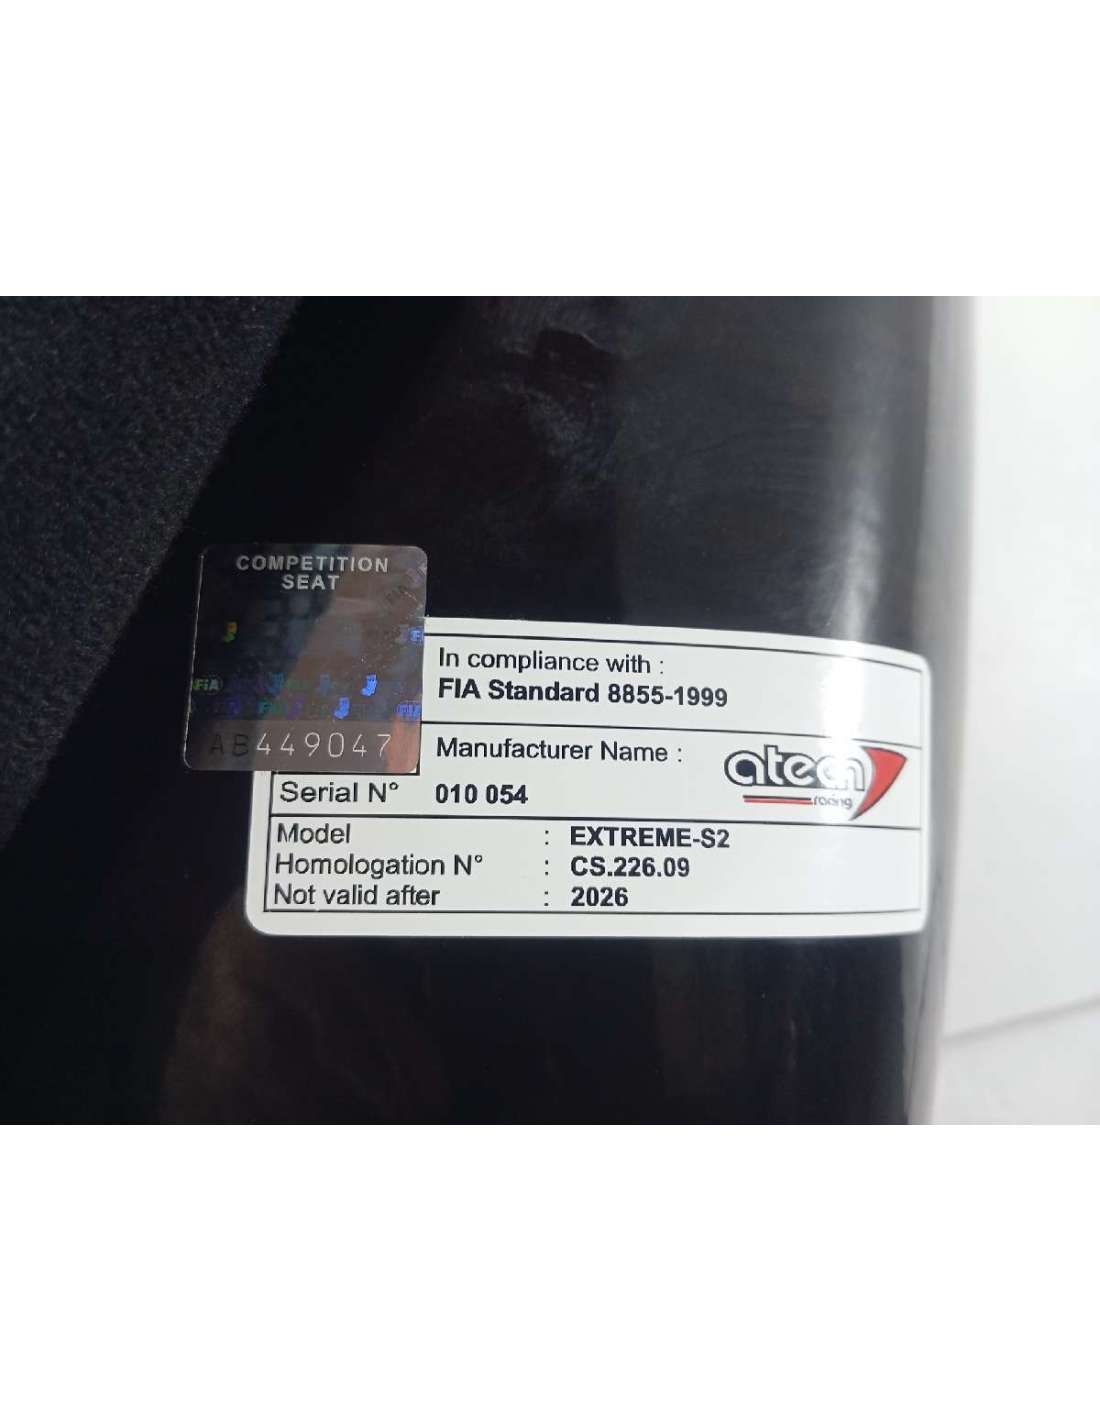 COMPETITION
SEAT
FiA
AB449047
In compliance with :
FIA Standard 8855-1999
Manufacturer Name :
atech
racing
Serial N° 010 054
Model : EXTREME-S2
Homologation N° : CS.226.09
Not valid after : 2026